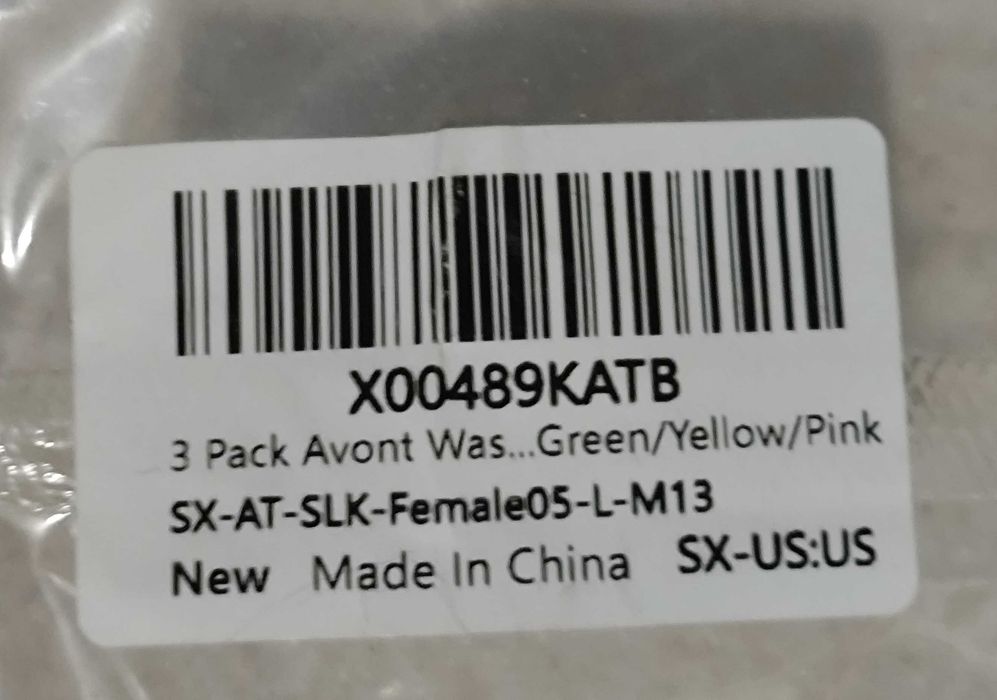 X00489KATB
3 Pack Avont Was...Green/Yellow/Pink
SX-AT-SLK-Female05-L-M13
New Made In China SX-US:US